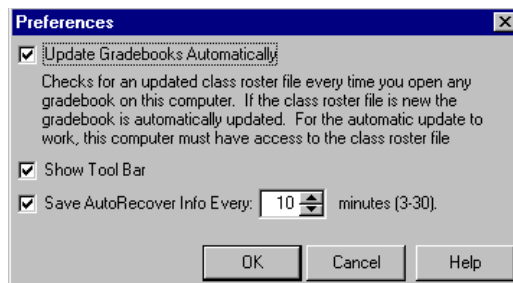 Preferences
Update Gradebooks Automatically
Checks for an updated class roster file every time you open any
gradebook on this computer. If the class roster file is new the
gradebook is automatically updated. For the automatic update to
work, this computer must have access to the class roster file
Show Tool Bar
Save AutoRecover Info Every: 10 minutes (3-30).
OK Cancel Help